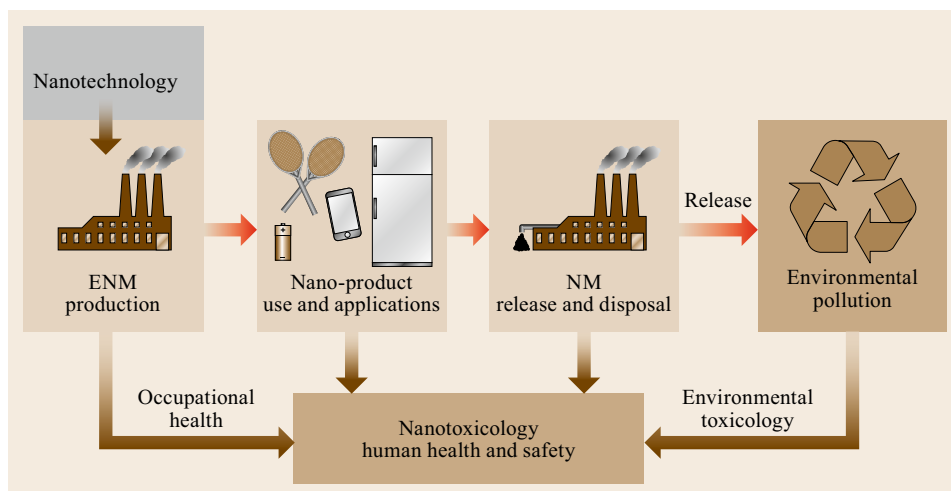 Nanotechnology
ENM
production
Nano-product
use and applications
NM
release and disposal
Release
Environmental
pollution
Occupational
health
Nanotoxicology
human health and safety
Environmental
toxicology